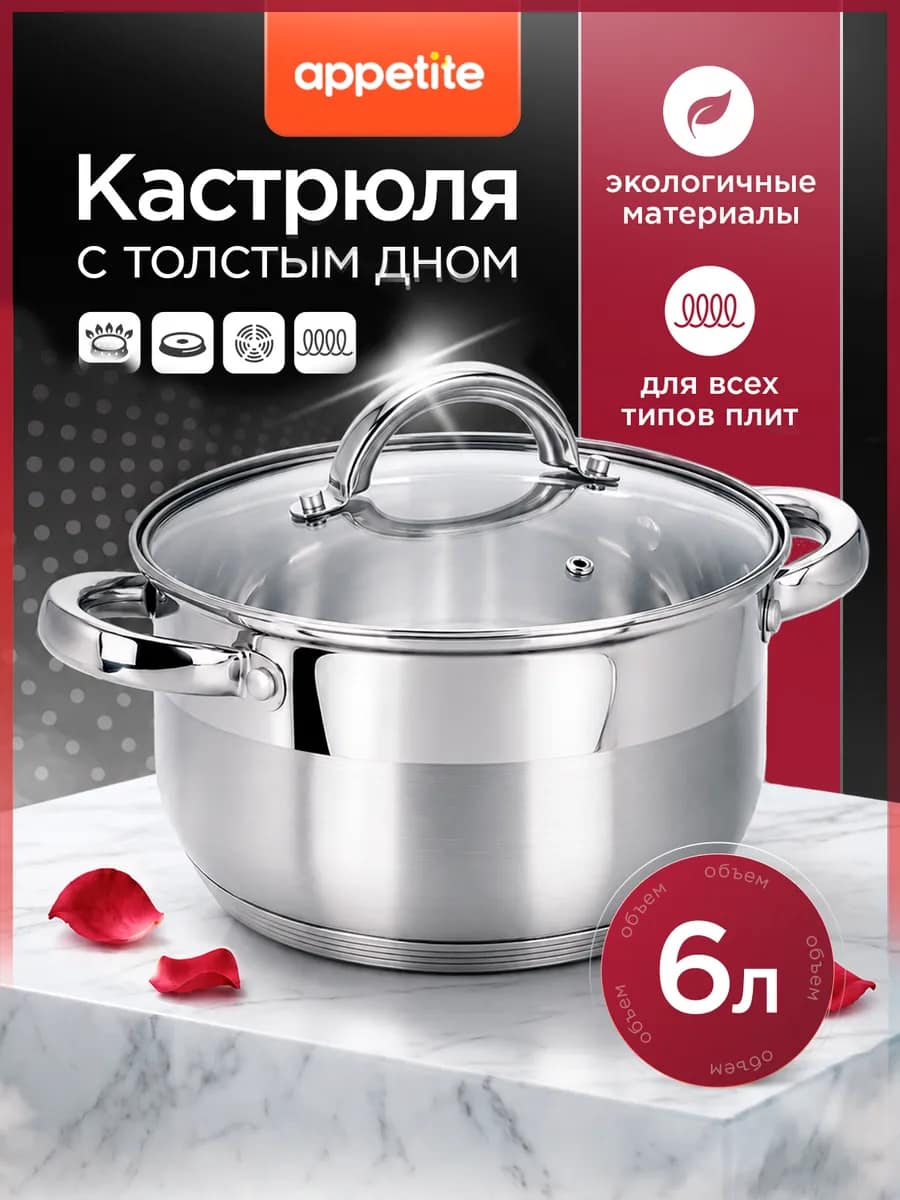 appetite
Кастрюля
с толстым дном
экологичные
материалы
для всех
типов плит
6л
объем
объем
объем
объем
объем